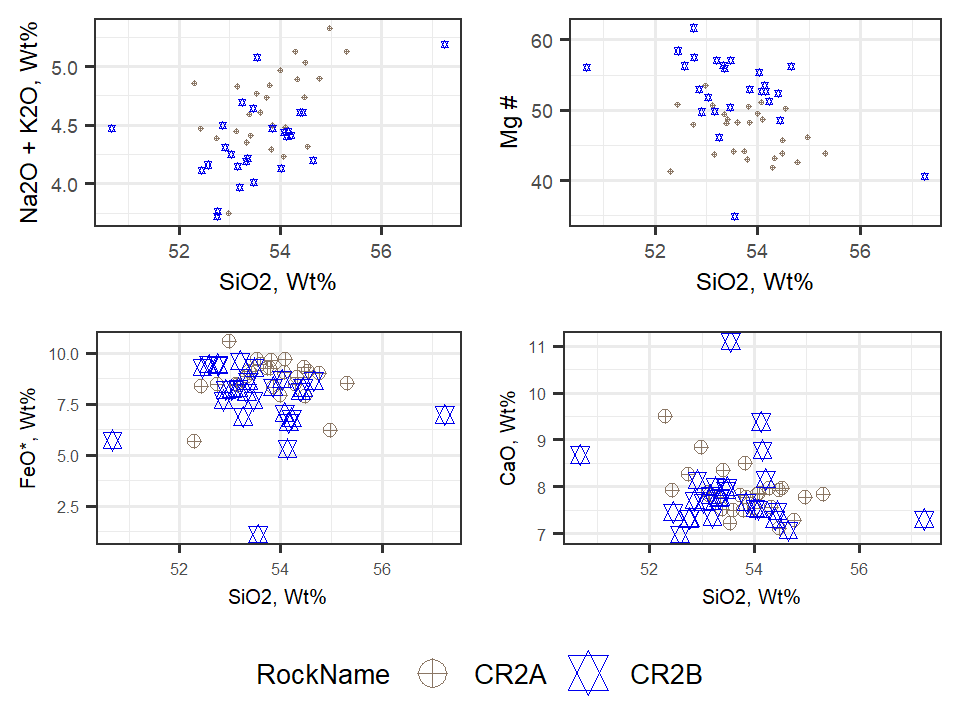 Na2O + K2O, Wt%
5.0
4.5
4.0
52 54 56
SiO2, Wt%
Mg #
60
50
40
52 54 56
SiO2, Wt%
FeO*, Wt%
10.0
7.5
5.0
2.5
52 54 56
SiO2, Wt%
CaO, Wt%
11
10
9
8
7
52 54 56
SiO2, Wt%
RockName CR2A CR2B